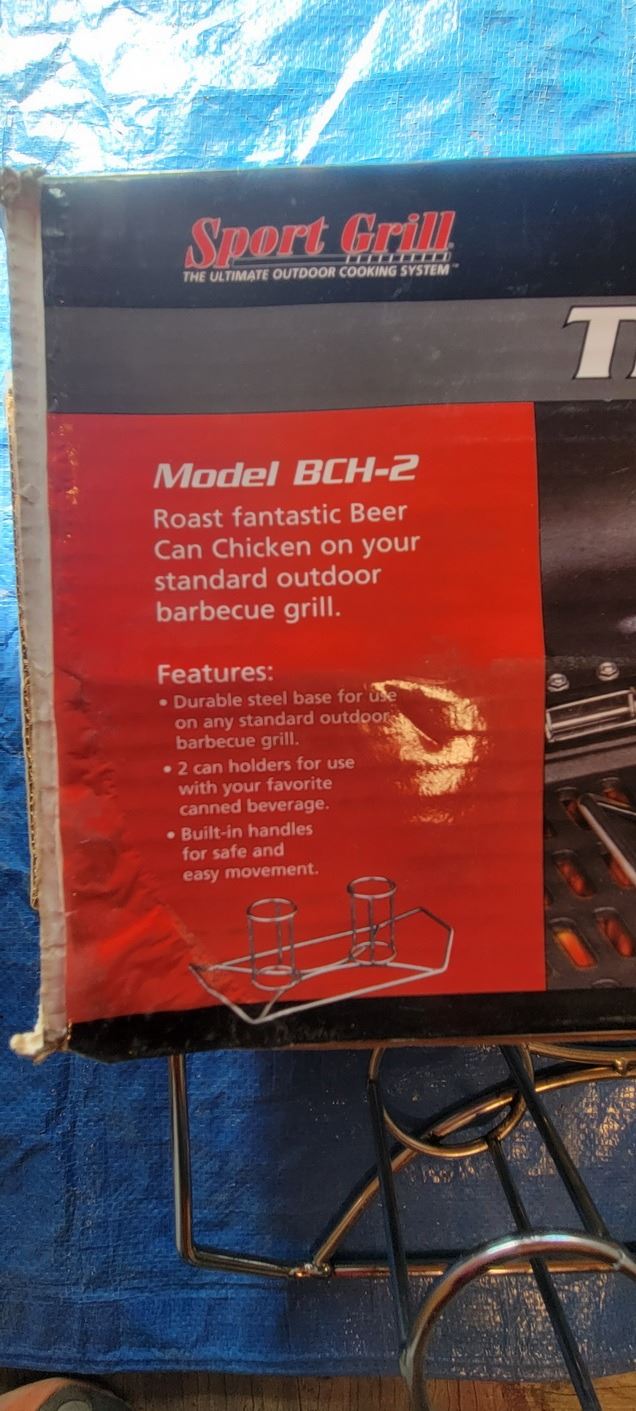 Sport Grill
THE ULTIMATE OUTDOOR COOKING SYSTEM™
Model BCH-2
Roast fantastic Beer
Can Chicken on your
standard outdoor
barbecue grill.
Features:
• Durable steel base for use
on any standard outdoor
barbecue grill.
• 2 can holders for use
with your favorite
canned beverage.
• Built-in handles
for safe and
easy movement.